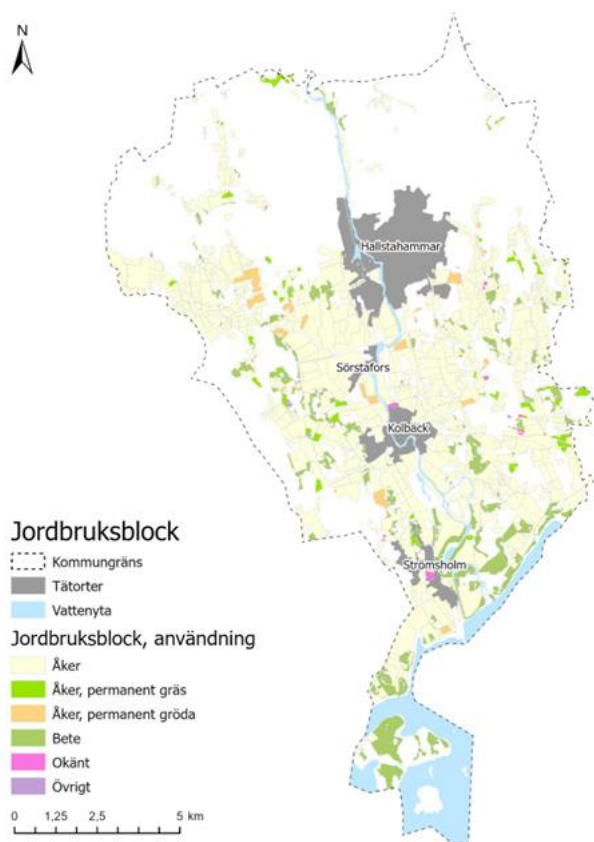 N
Hallstahammar
Sörstafors
Kolbäck
Strömsholm
Jordbruksblock
Kommungräns
Tätorter
Vattenyta
Jordbruksblock, användning
Åker
Åker, permanent gräs
Åker, permanent gröda
Bete
Okänt
Övrigt
0 1,25 2,5 5 km